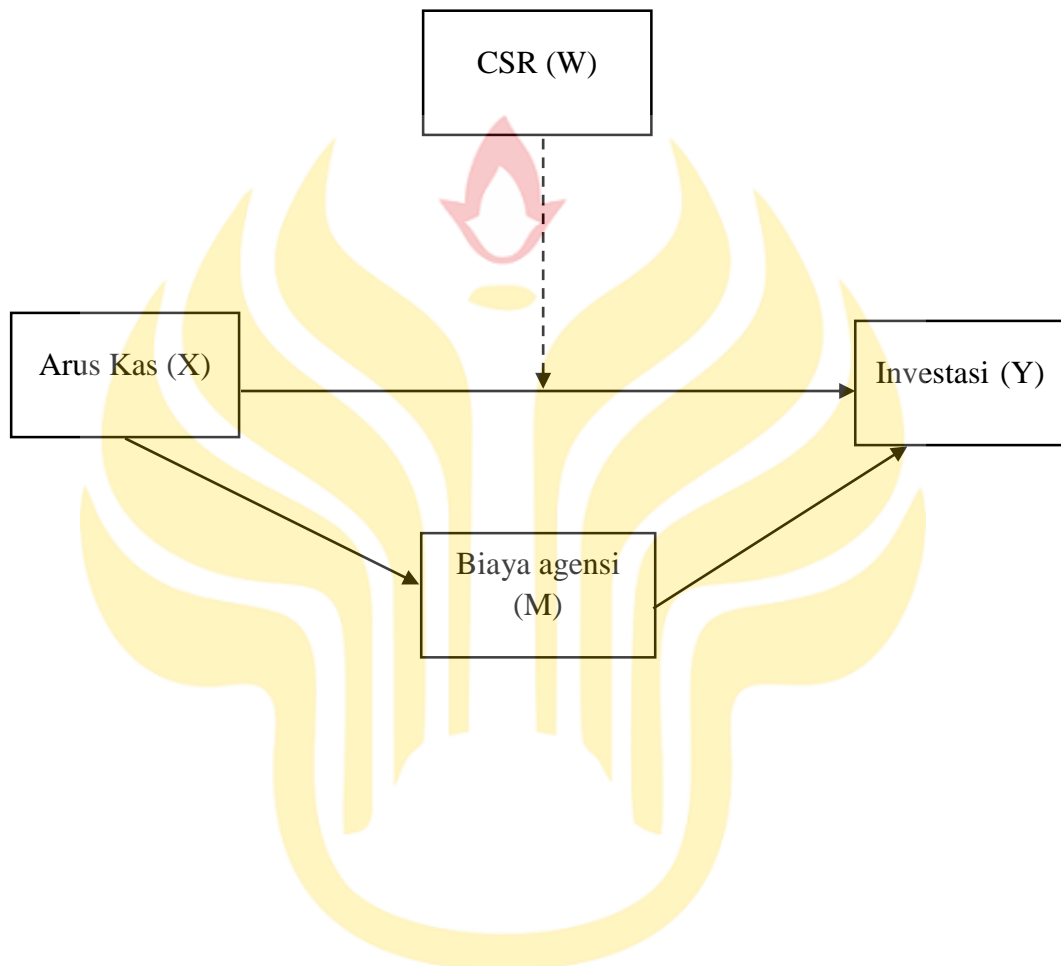 CSR (W)
Arus Kas (X)
Investasi (Y)
Biaya agensi
(M)